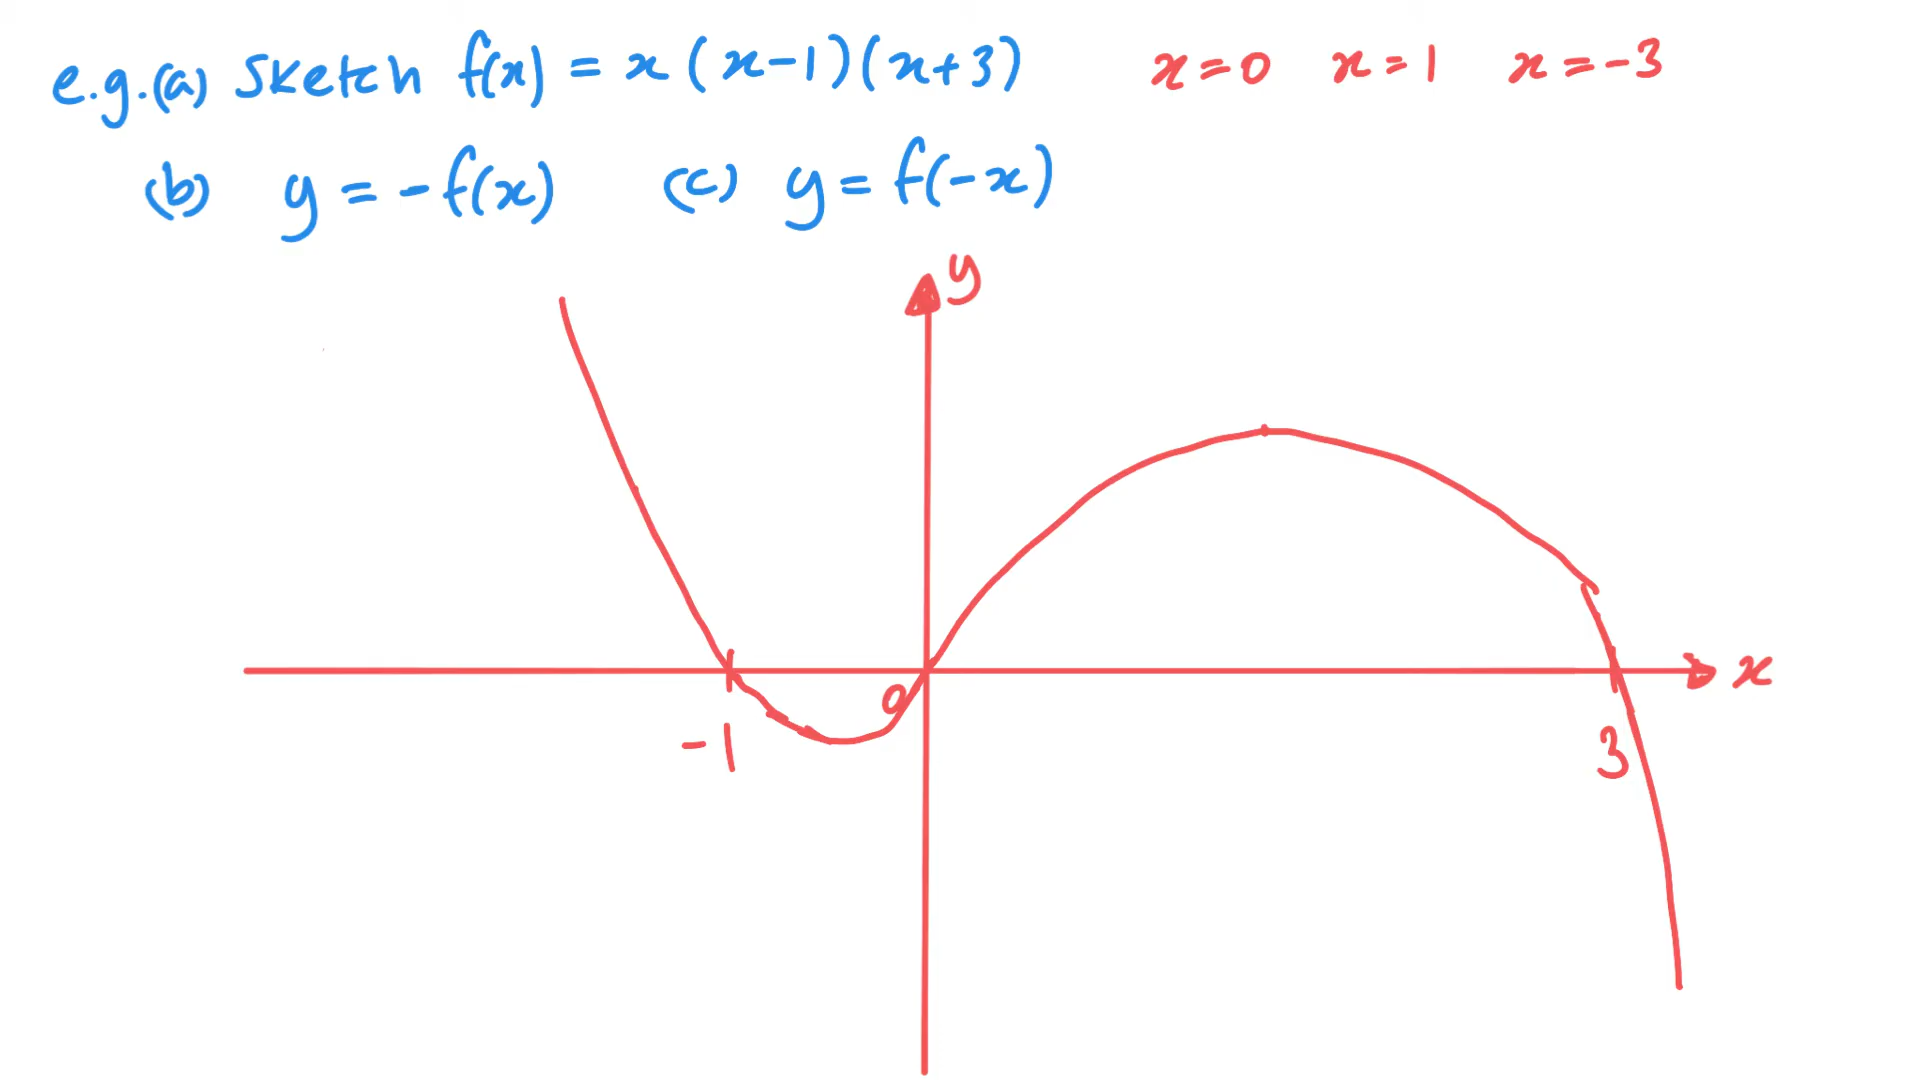 e.g.(a) Sketch f(x) = x(x-1)(x+3) x=0 x=1 x=-3
(b) y = -f(x) (c) y = f(-x)
y
x
0
-1
3